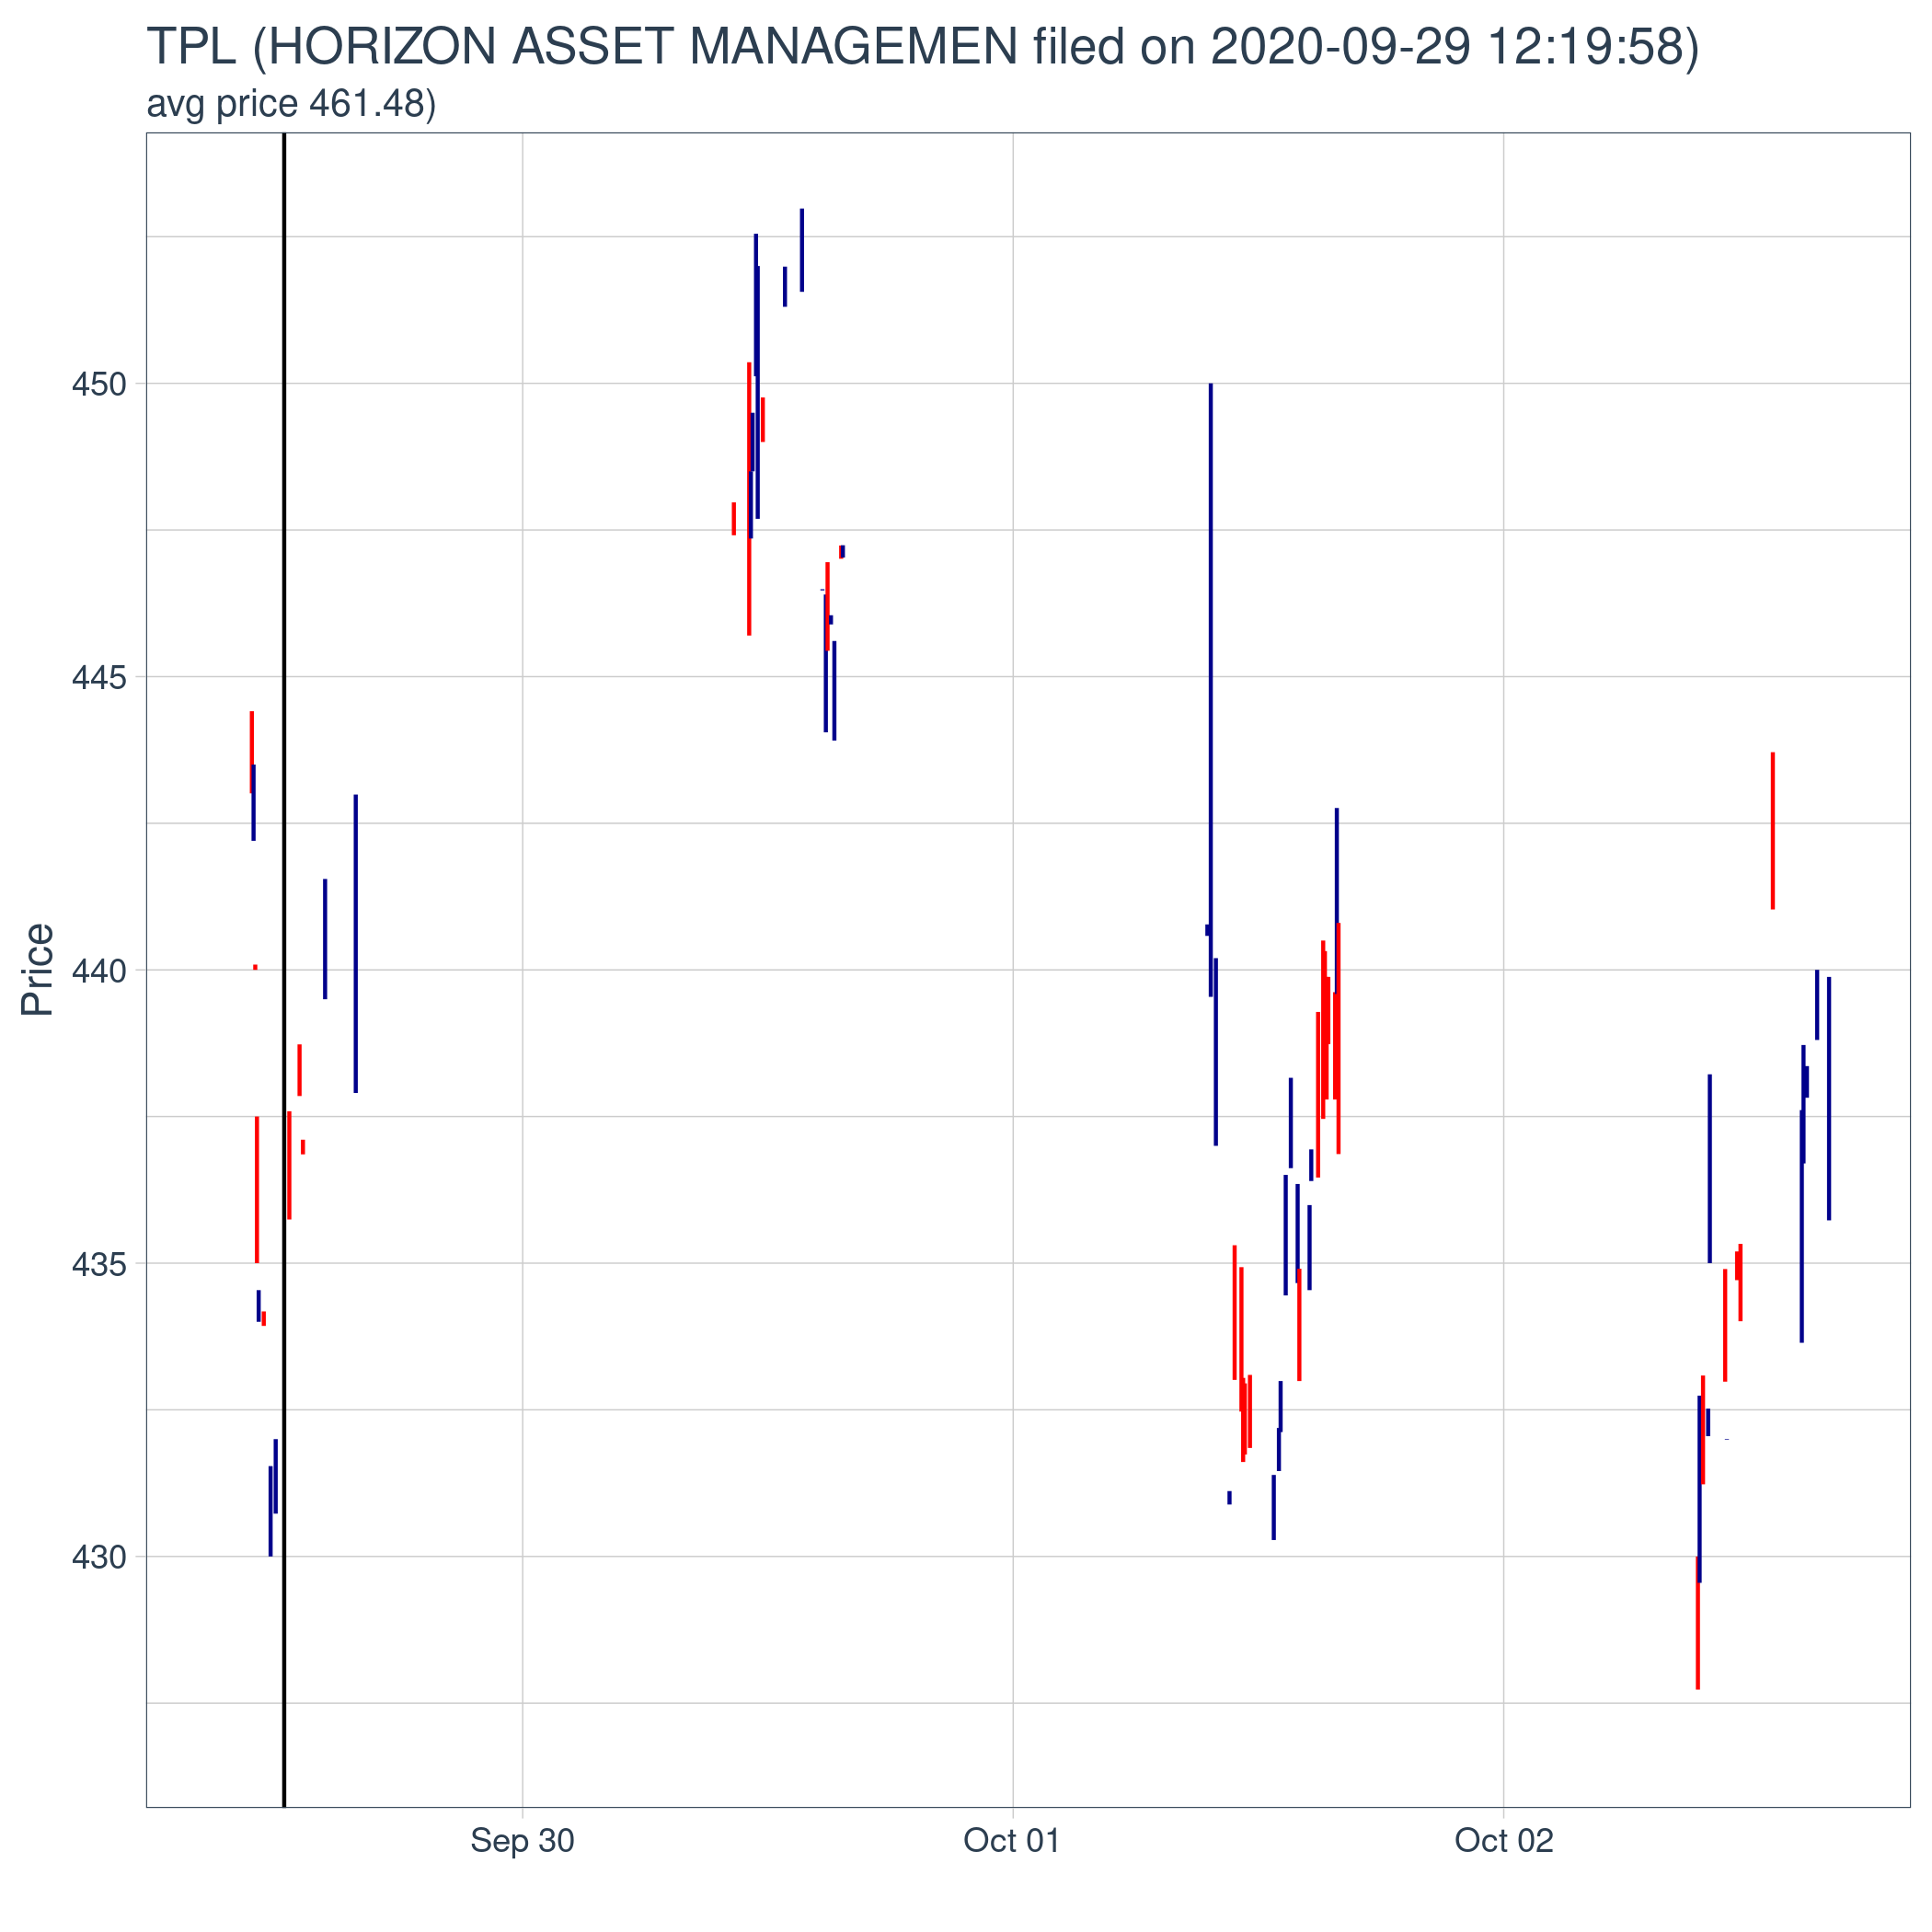 TPL (HORIZON ASSET MANAGEMEN filed on 2020-09-29 12:19:58)
avg price 461.48)
Price
450
445
440
435
430
Sep 30
Oct 01
Oct 02